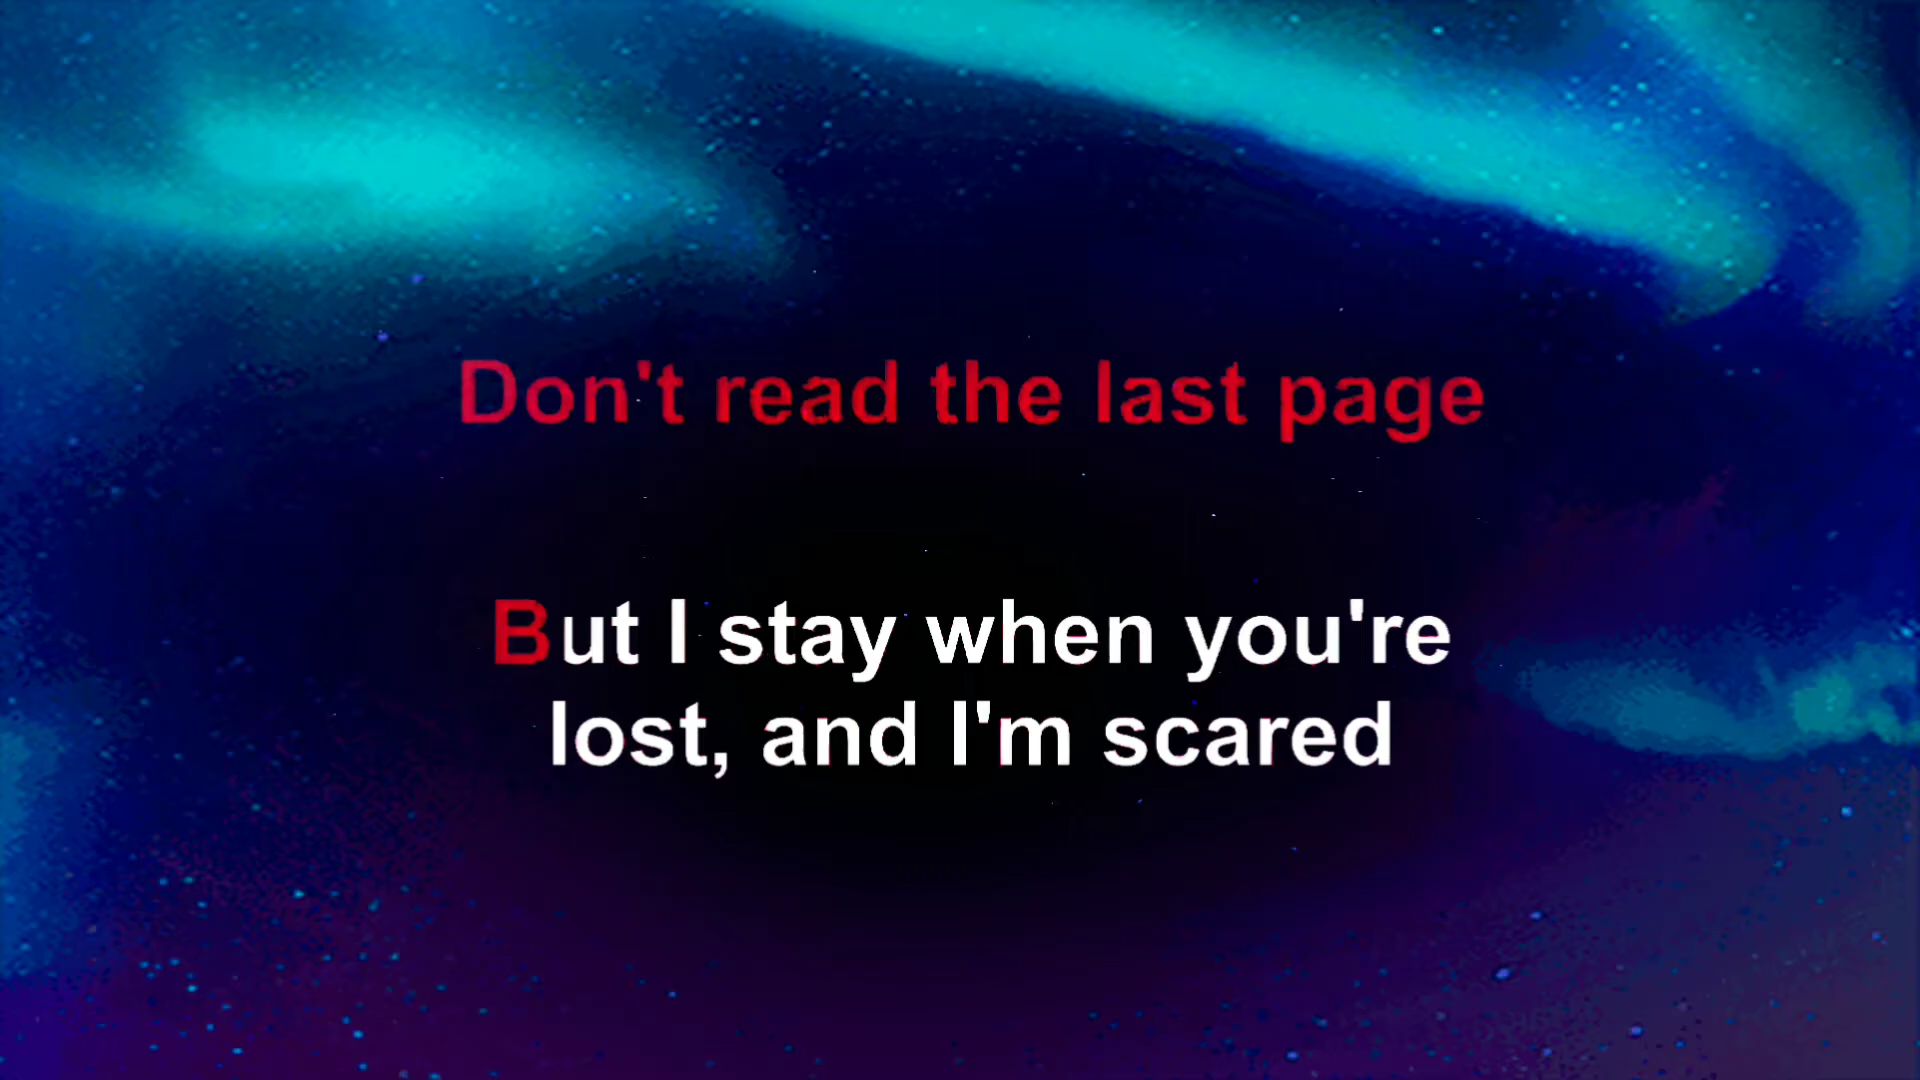 Don't read the last page
But I stay when you're
lost, and I'm scared